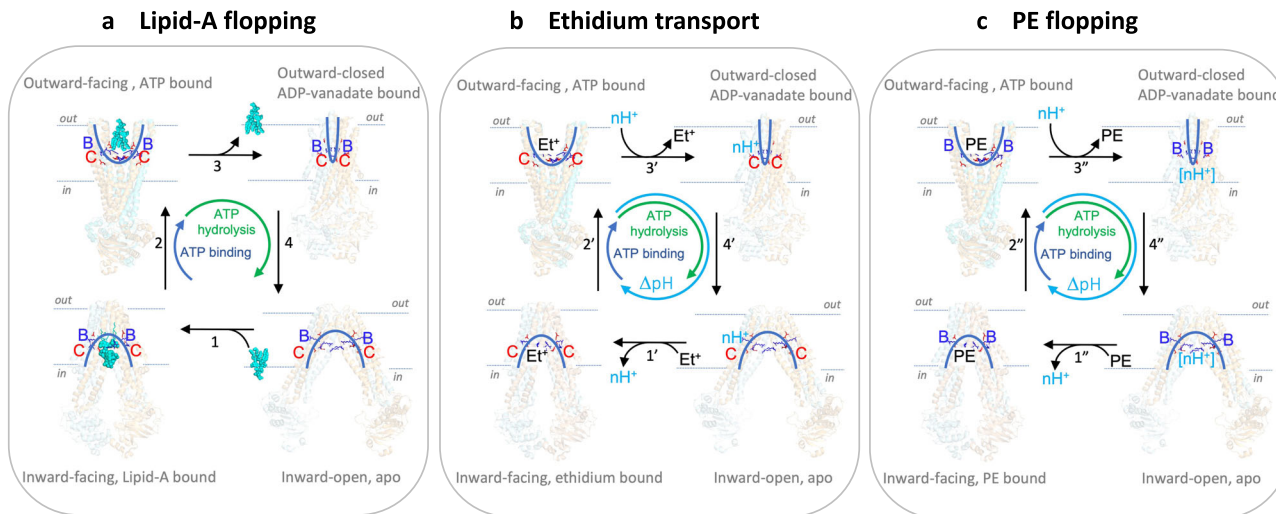 a Lipid-A flopping
Outward-facing , ATP bound
Outward-closed
ADP-vanadate bound
out
out
B
B
C
C
B
B
C
C
3
in
in
2
ATP
hydrolysis
ATP binding
4
out
out
B
B
C
C
1
B
B
C
C
in
in
Inward-facing, Lipid-A bound
Inward-open, apo
b Ethidium transport
Outward-facing , ATP bound
Outward-closed
ADP-vanadate bound
nH⁺
out
out
Et⁺
Et⁺
nH⁺
C
C
C
C
3’
in
in
2’
ATP
hydrolysis
ATP binding
ΔpH
4’
out
out
nH⁺
C
C
Et⁺
1’
Et⁺
C
C
nH⁺
in
in
Inward-facing, ethidium bound
Inward-open, apo
c PE flopping
Outward-facing , ATP bound
Outward-closed
ADP-vanadate bound
nH⁺
out
out
B
PE
B
PE
B
B
3”
[nH⁺]
in
in
2”
ATP
hydrolysis
ATP binding
ΔpH
4”
out
out
B
B
PE
1”
PE
B
B
[nH⁺]
nH⁺
in
in
Inward-facing, PE bound
Inward-open, apo